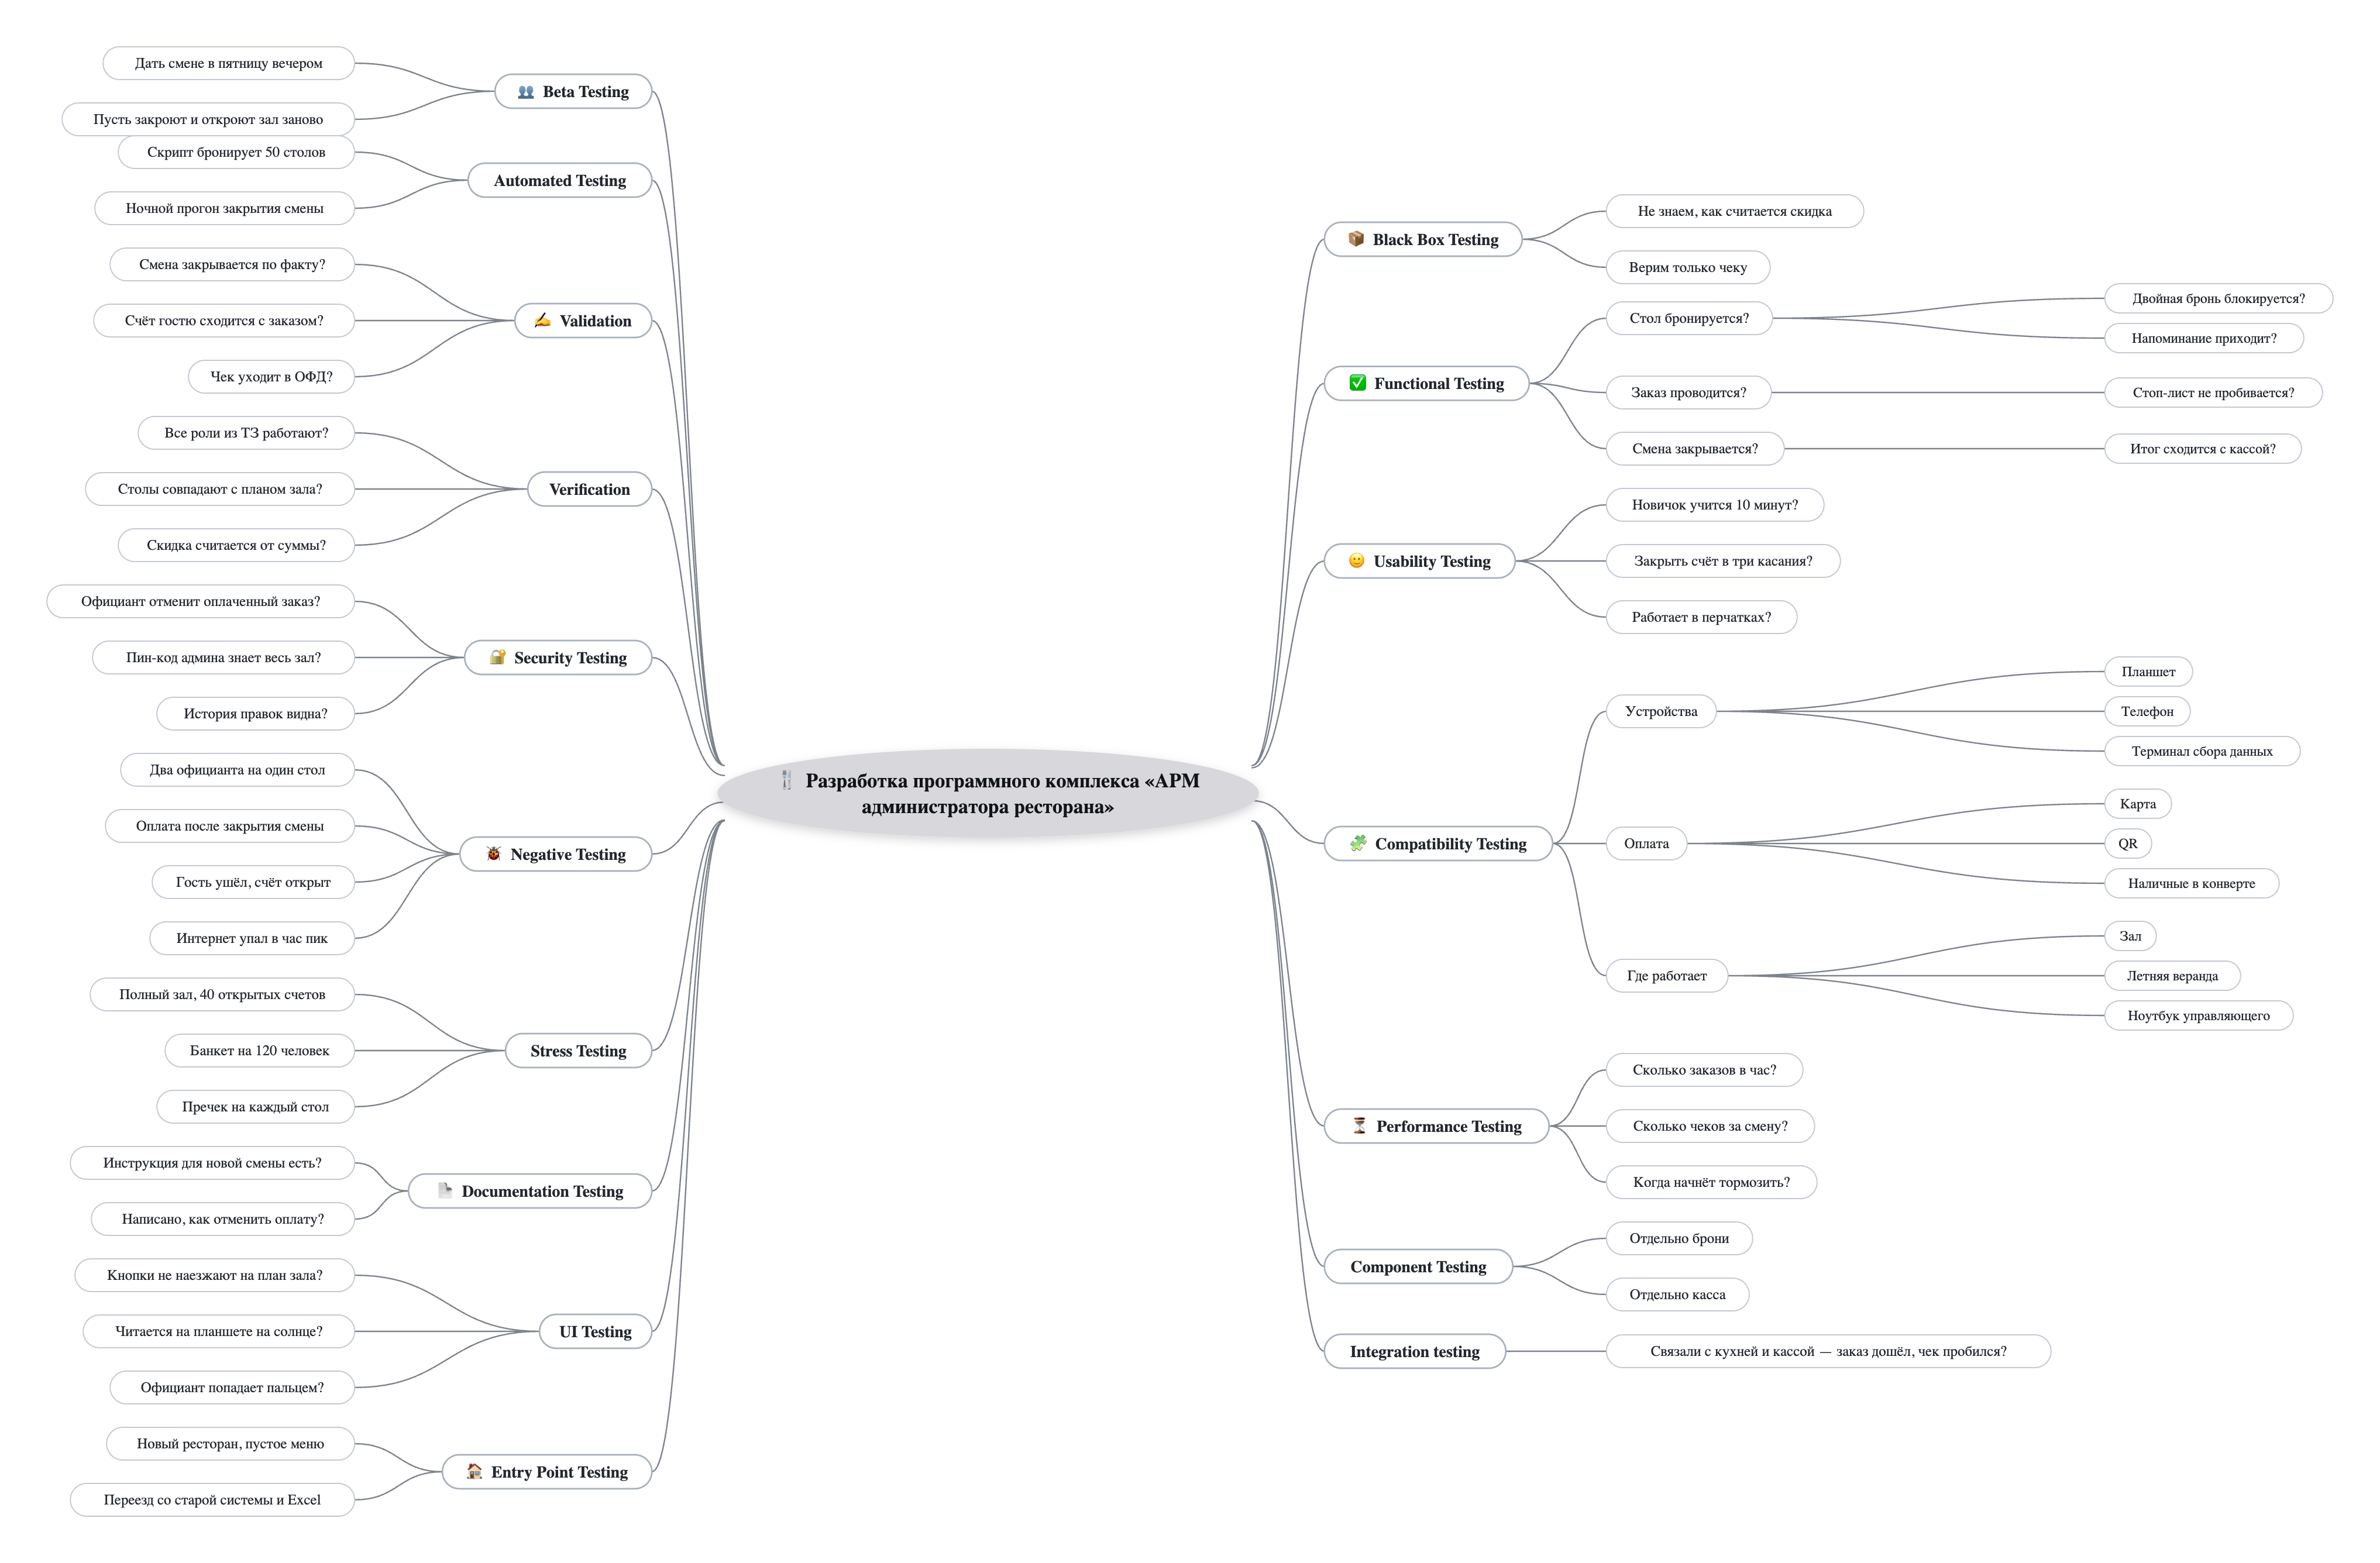 Разработка программного комплекса «АРМ
администратора ресторана»
Beta Testing
Дать смене в пятницу вечером
Пусть закроют и откроют зал заново
Automated Testing
Скрипт бронирует 50 столов
Ночной прогон закрытия смены
Validation
Смена закрывается по факту?
Счёт гостю сходится с заказом?
Чек уходит в ОФД?
Verification
Все роли из ТЗ работают?
Столы совпадают с планом зала?
Скидка считается от суммы?
Security Testing
Официант отменит оплаченный заказ?
Пин-код админа знает весь зал?
История правок видна?
Negative Testing
Два официанта на один стол
Оплата после закрытия смены
Гость ушёл, счёт открыт
Интернет упал в час пик
Stress Testing
Полный зал, 40 открытых счетов
Банкет на 120 человек
Пречек на каждый стол
Documentation Testing
Инструкция для новой смены есть?
Написано, как отменить оплату?
UI Testing
Кнопки не наезжают на план зала?
Читается на планшете на солнце?
Официант попадает пальцем?
Entry Point Testing
Новый ресторан, пустое меню
Переезд со старой системы и Excel
Black Box Testing
Не знаем, как считается скидка
Верим только чеку
Functional Testing
Стол бронируется?
Двойная бронь блокируется?
Напоминание приходит?
Заказ проводится?
Стоп-лист не пробивается?
Смена закрывается?
Итог сходится с кассой?
Usability Testing
Новичок учится 10 минут?
Закрыть счёт в три касания?
Работает в перчатках?
Compatibility Testing
Устройства
Планшет
Телефон
Терминал сбора данных
Оплата
Карта
QR
Наличные в конверте
Где работает
Зал
Летняя веранда
Ноутбук управляющего
Performance Testing
Сколько заказов в час?
Сколько чеков за смену?
Когда начнёт тормозить?
Component Testing
Отдельно брони
Отдельно касса
Integration testing
Связали с кухней и кассой — заказ дошёл, чек пробился?